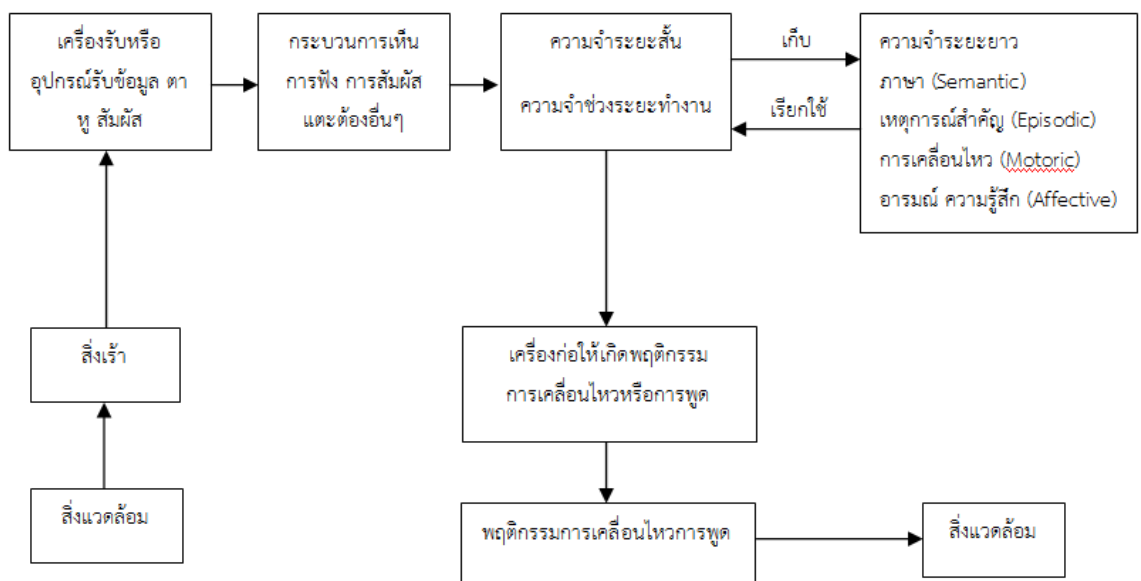 เครื่องรับหรือ
อุปกรณ์รับข้อมูล ตา
หู สัมผัส
กระบวนการเห็น
การฟัง การสัมผัส
แตะต้องอื่นๆ
ความจำระยะสั้น
ความจำช่วงระยะทำงาน
เก็บ
เรียกใช้
ความจำระยะยาว
ภาษา (Semantic)
เหตุการณ์สำคัญ (Episodic)
การเคลื่อนไหว (Motoric)
อารมณ์ ความรู้สึก (Affective)
สิ่งเร้า
สิ่งแวดล้อม
เครื่องก่อให้เกิดพฤติกรรม
การเคลื่อนไหวหรือการพูด
พฤติกรรมการเคลื่อนไหวการพูด
สิ่งแวดล้อม